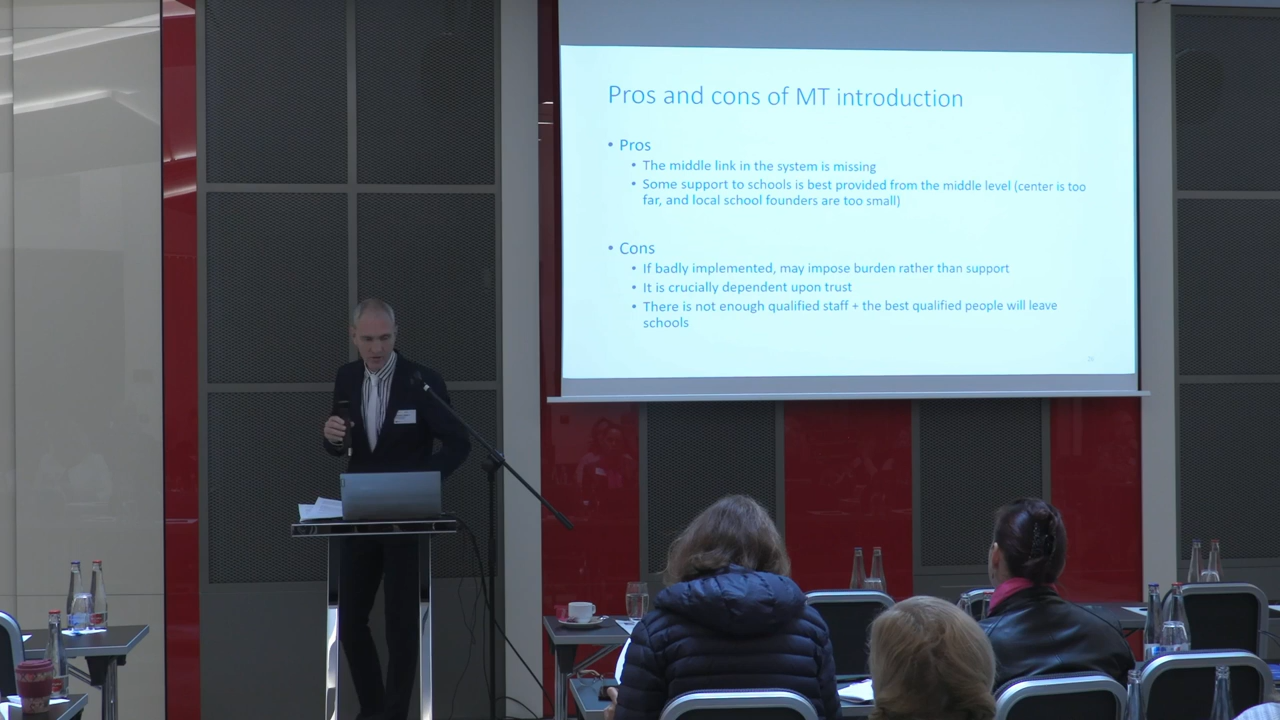 Pros and cons of MT introduction
• Pros
• The middle link in the system is missing
• Some support to schools is best provided from the middle level (center is too
far, and local school founders are too small)
• Cons
• If badly implemented, may impose burden rather than support
• It is crucially dependent upon trust
• There is not enough qualified staff + the best qualified people will leave
schools